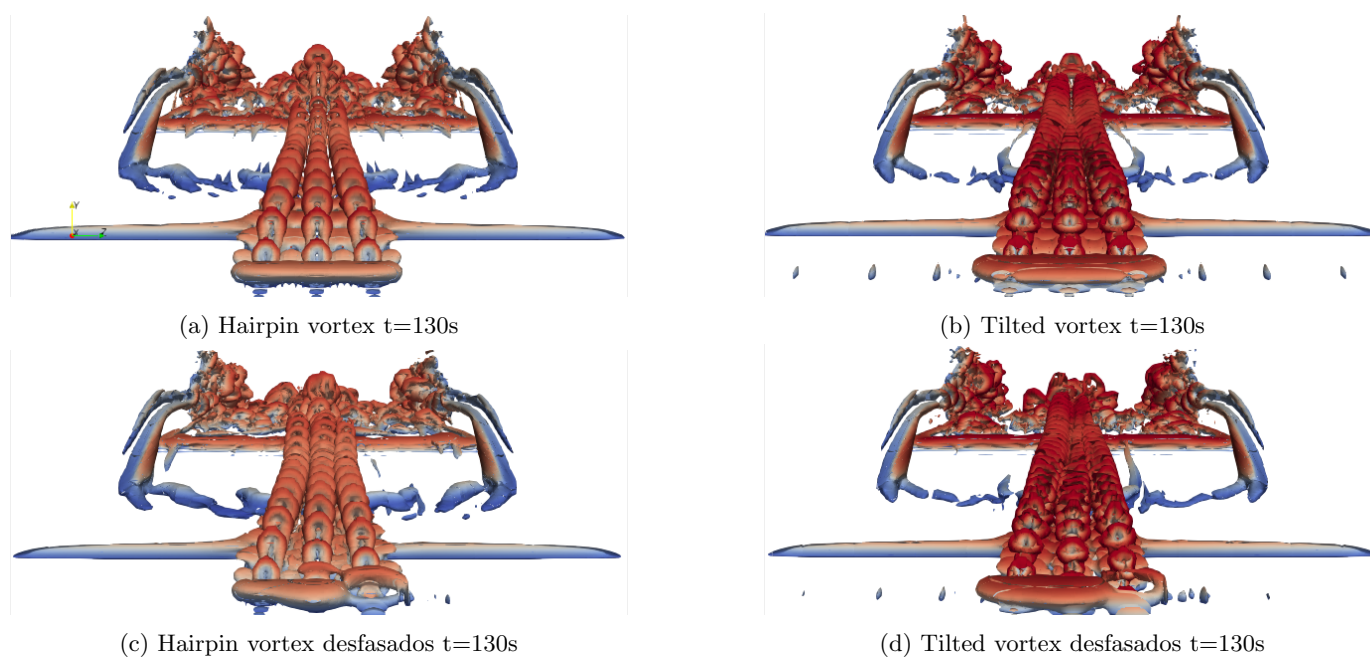 Y
Z
(a) Hairpin vortex t=130s
(b) Tilted vortex t=130s
(c) Hairpin vortex desfasados t=130s
(d) Tilted vortex desfasados t=130s